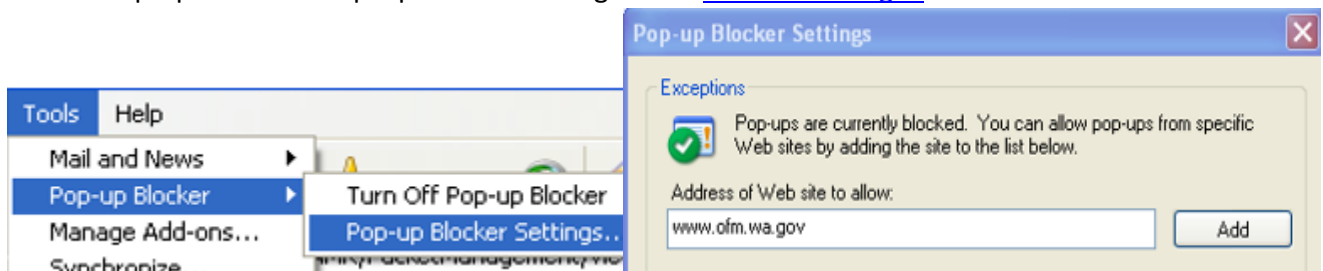 Pop-up Blocker Settings
Exceptions
Pop-ups are currently blocked. You can allow pop-ups from specific
Web sites by adding the site to the list below.
Address of Web site to allow:
www.ofm.wa.gov
Add
Tools Help
Mail and News
Pop-up Blocker
Turn Off Pop-up Blocker
Manage Add-ons...
Pop-up Blocker Settings..
Synchronize...